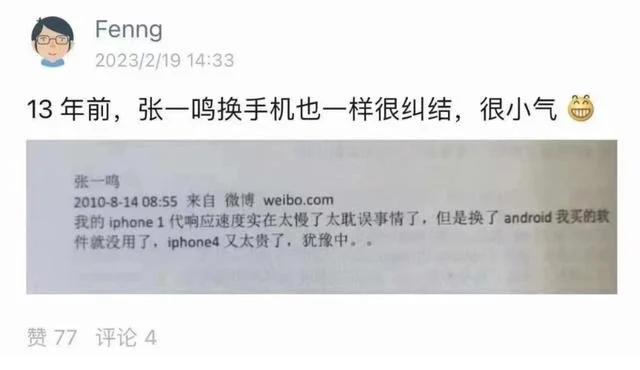 Fenng
2023/2/19 14:33
13 年前，张一鸣换手机也一样很纠结，很小气
张一鸣
2010-8-14 08:55 来自 微博 weibo.com
我的 iphone 1 代响应速度实在太慢了太耽误事情了，但是换了 android 我买的软
件就没用了，iphone4 又太贵了，犹豫中。。
赞 77 评论 4